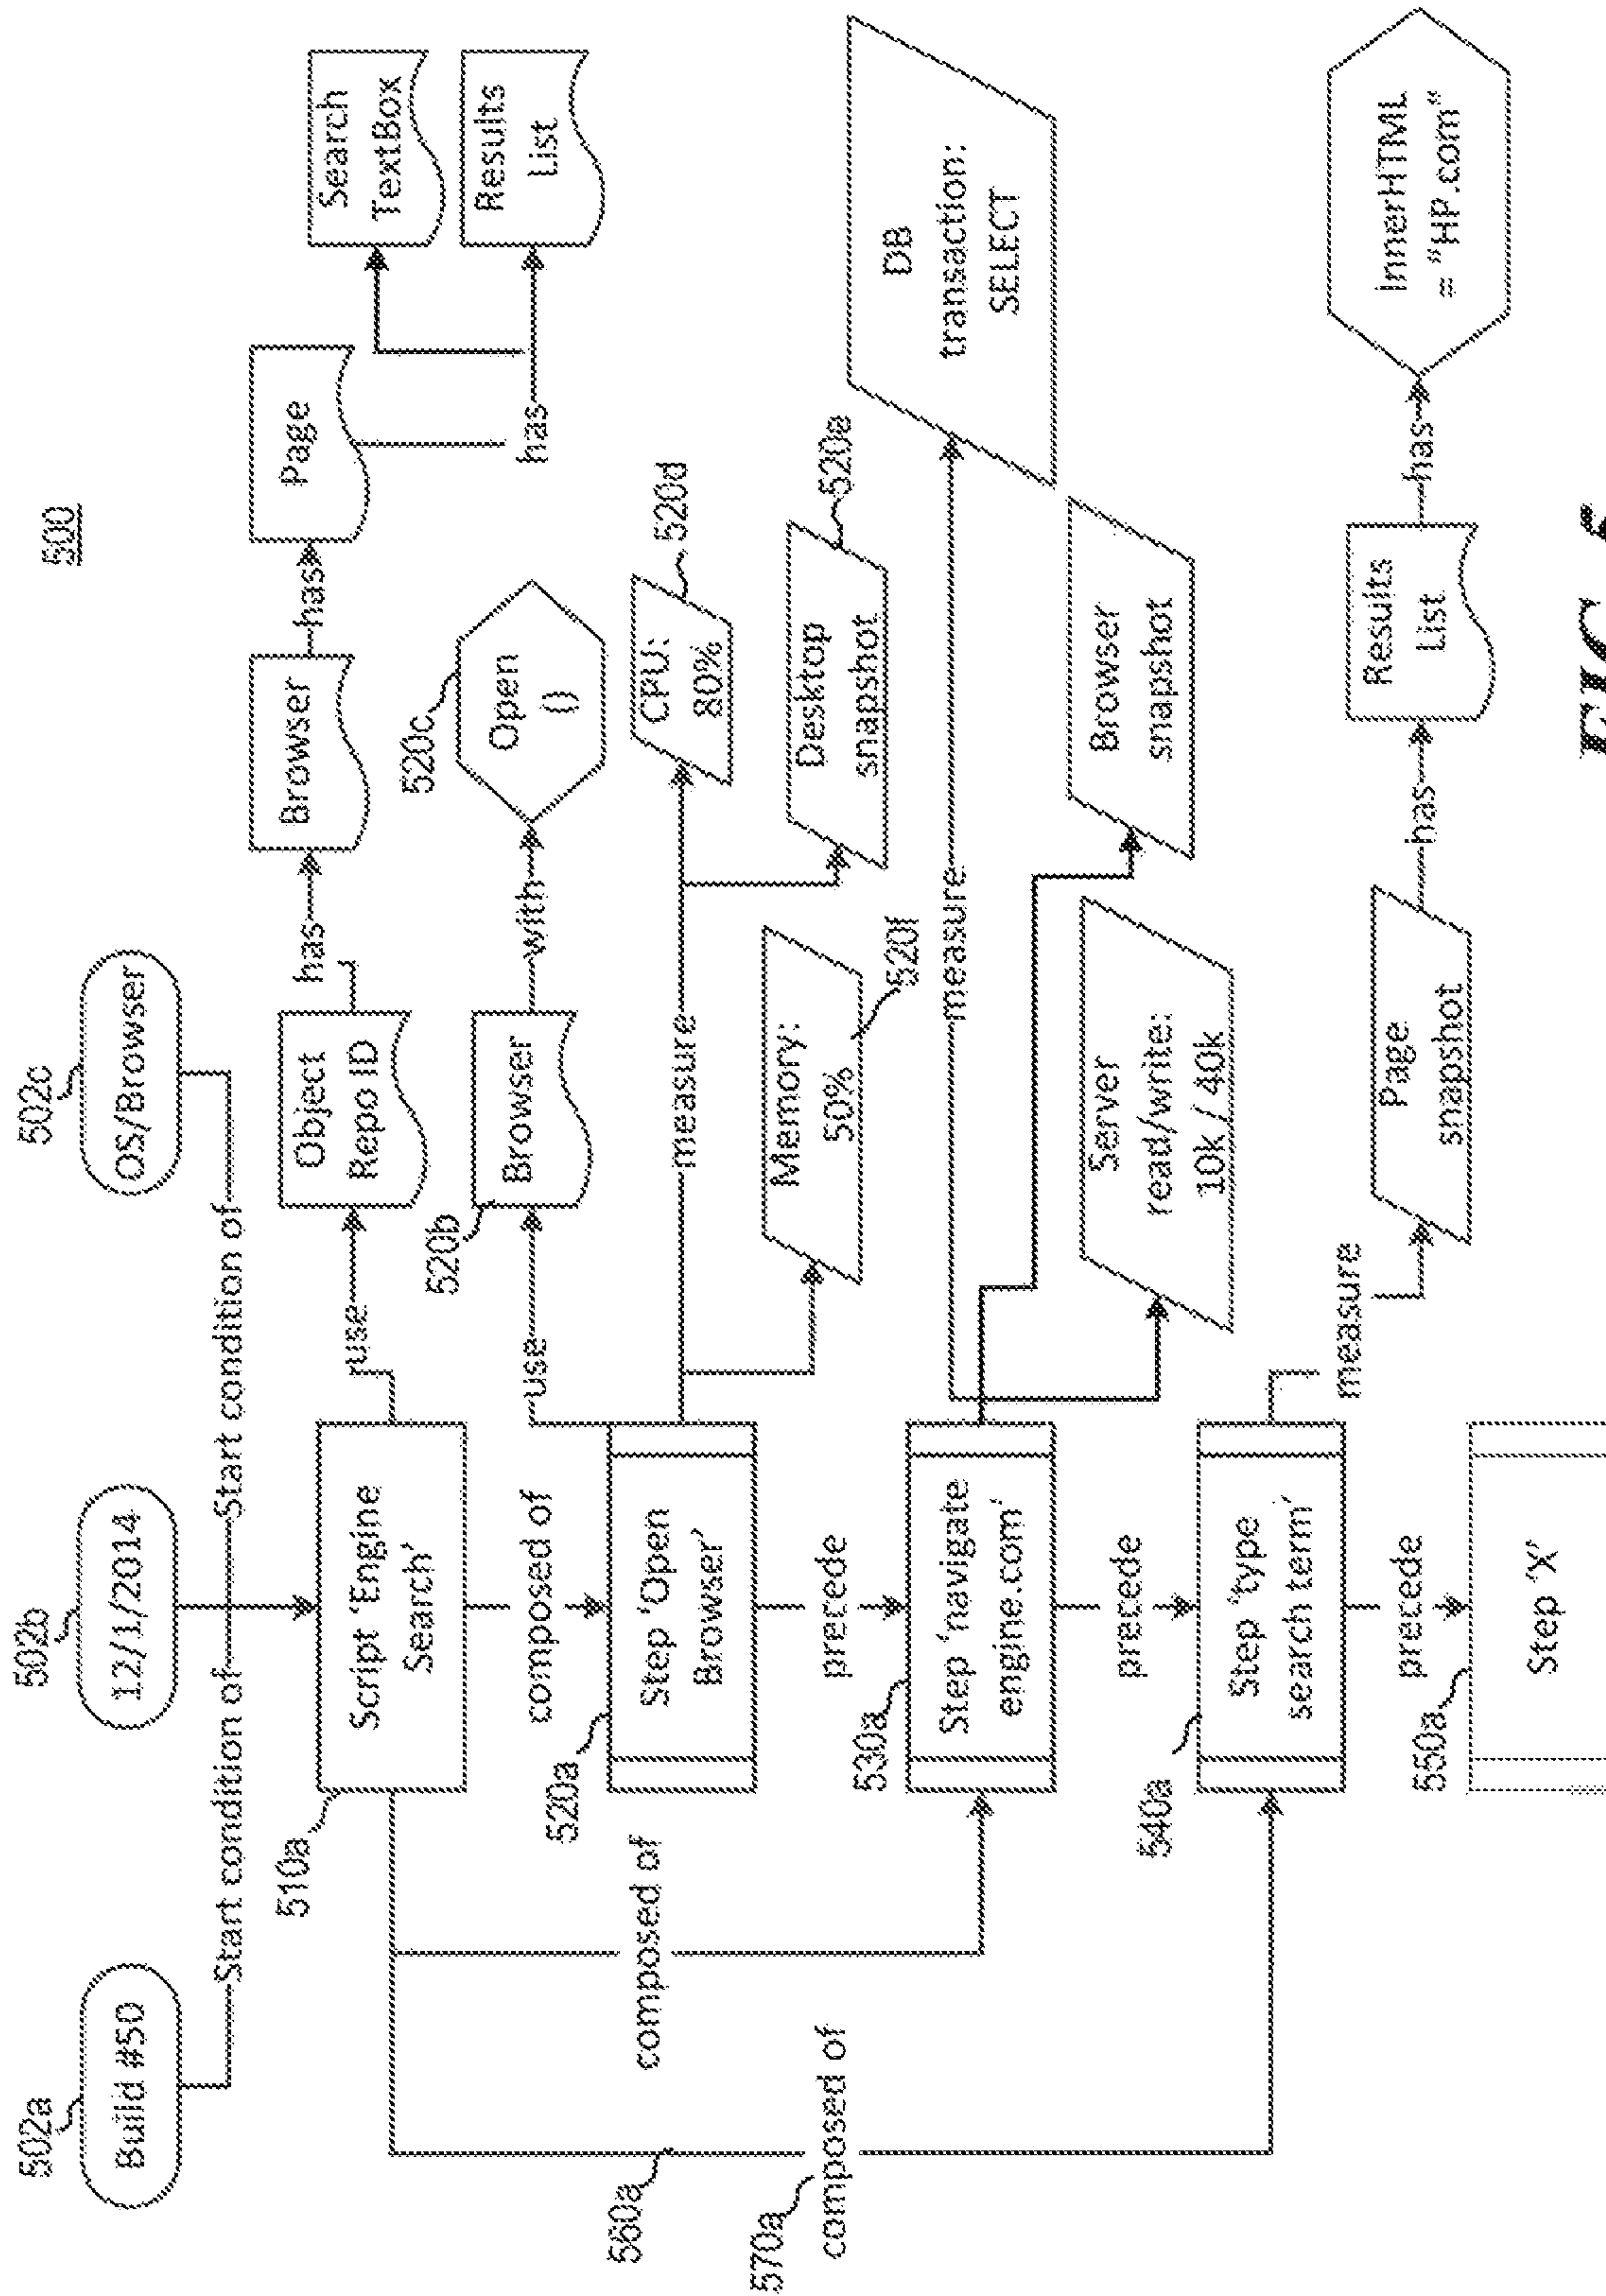 500
502a
502b
502c
Build #50
12/1/2014
OS/Browser
Start condition of
Start condition of
510a
Script ‘Engine
Search’
use
Object
Repo ID
has
Browser
has
Page
has
Search
TextBox
Results
List
composed of
520a
Step ‘Open
Browser’
use
520b
Browser
with
520c
Open
()
measure
CPU:
80%
520d
Desktop
snapshot
520e
Memory:
50%
520f
composed of
precede
530a
Step ‘navigate
engine.com’
measure
DB
transaction:
SELECT
Browser
snapshot
Server
read/write:
10k / 40k
560a
570a
composed of
precede
540a
Step ‘type
search term’
measure
Page
snapshot
has
Results
List
has
InnerHTML
= “HP.com“
precede
550a
Step ‘X’